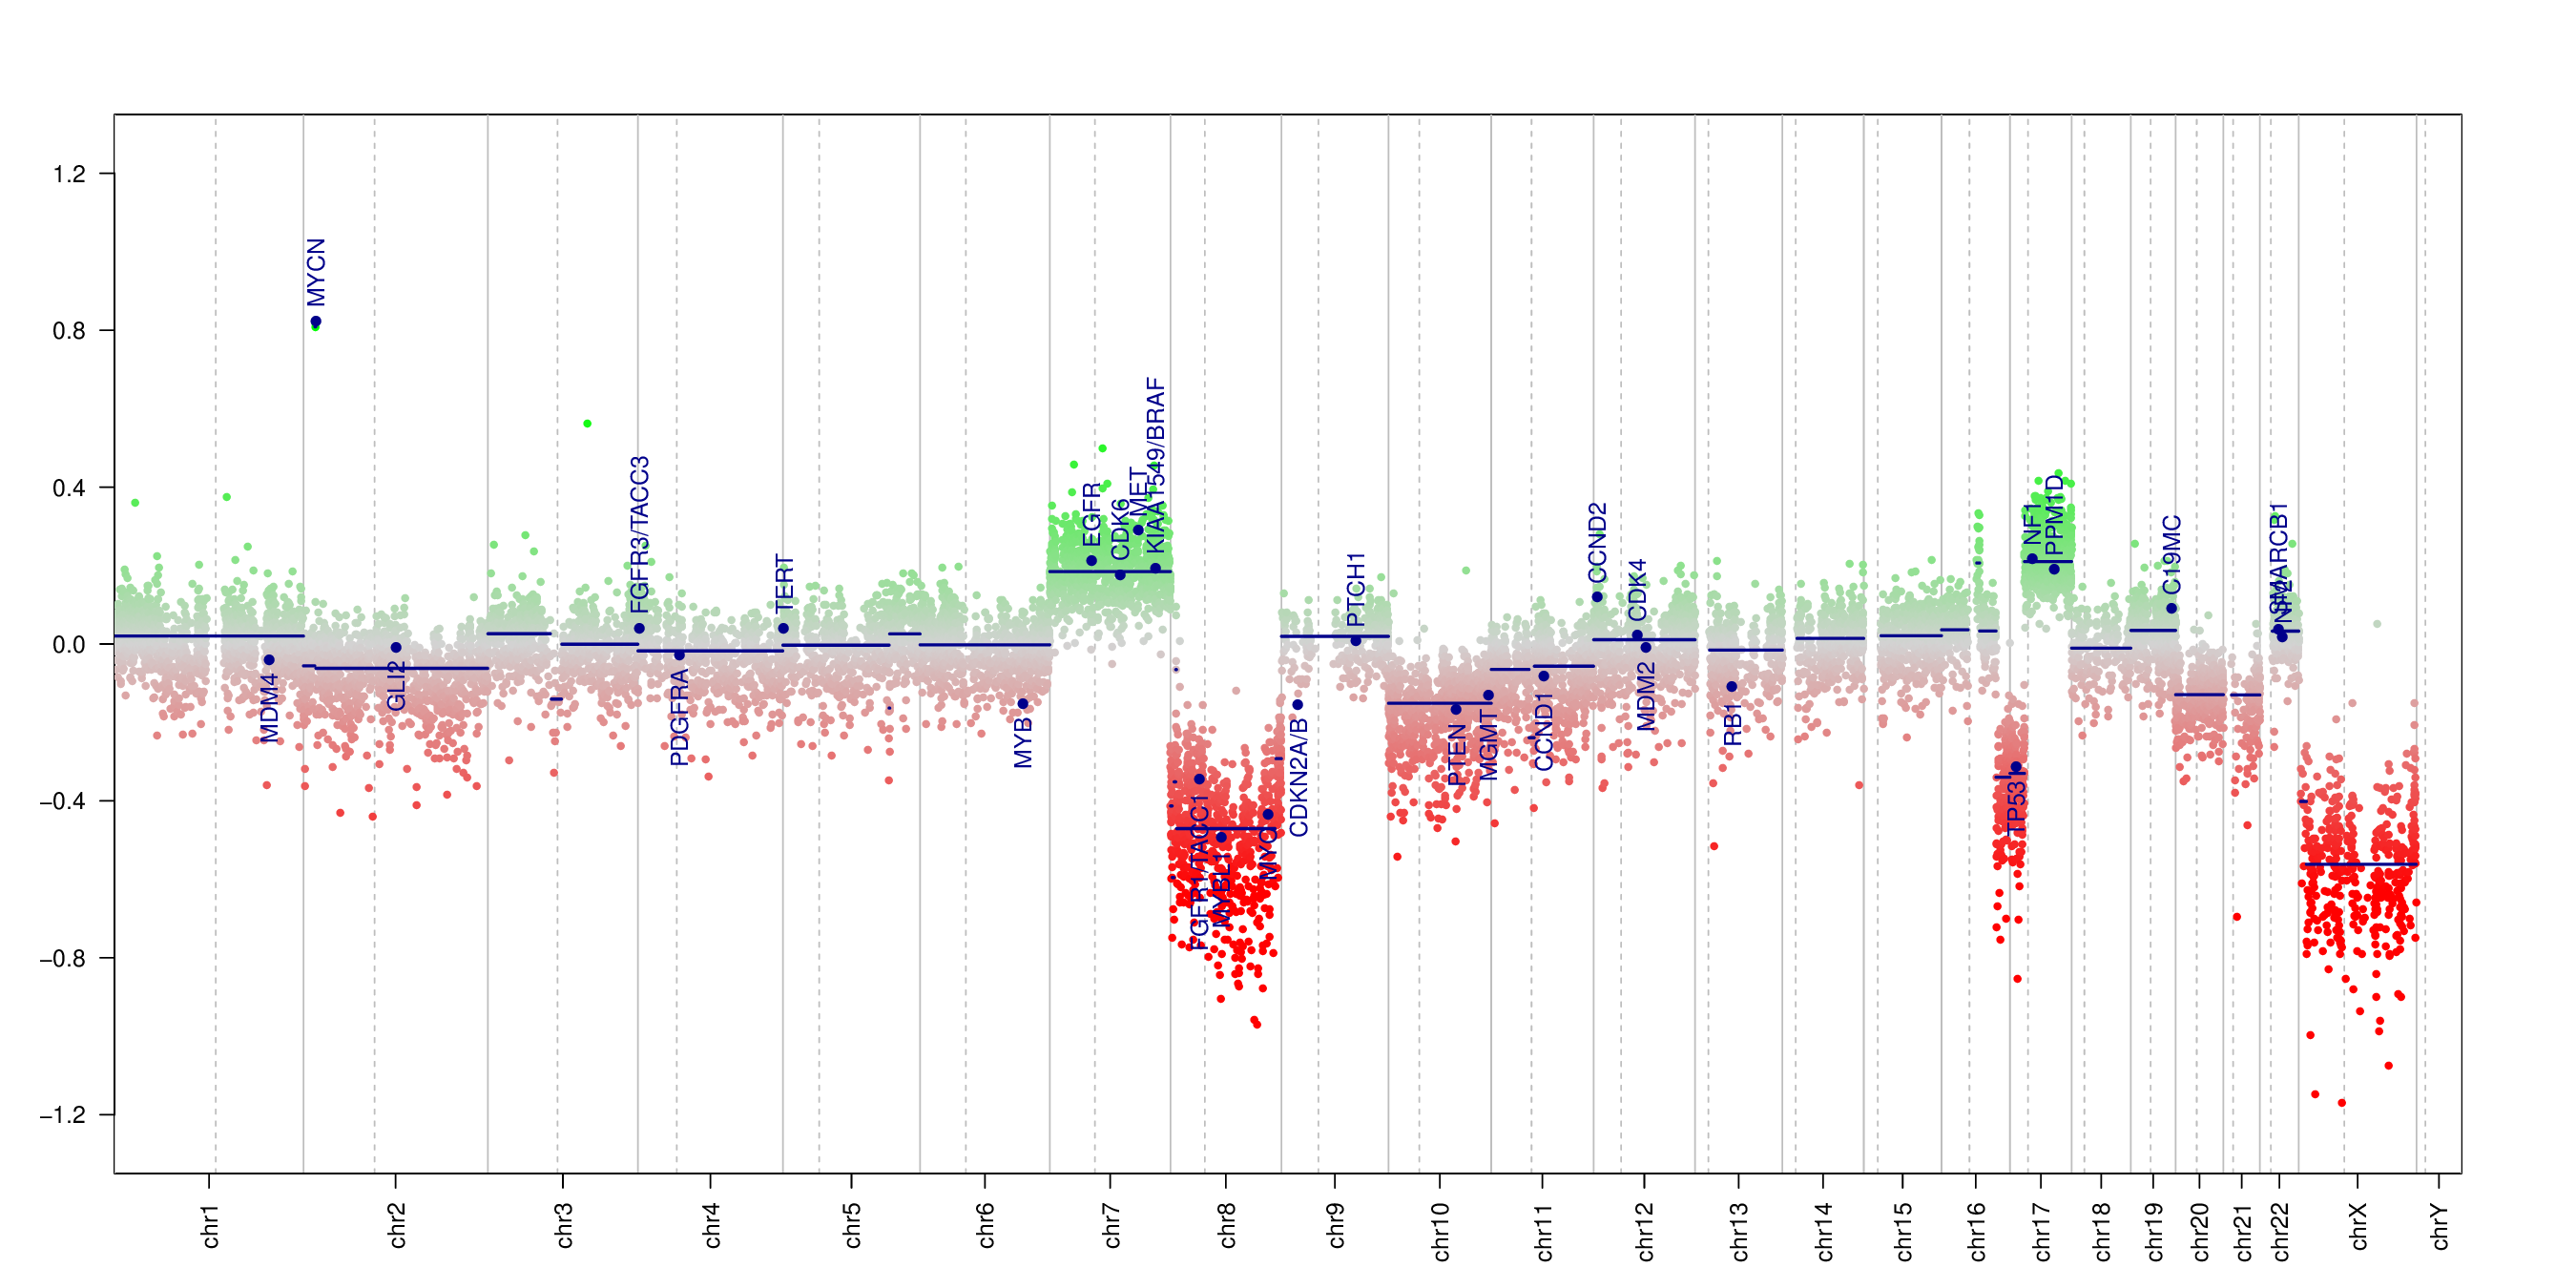 1.2
0.8
0.4
0.0
−0.4
−0.8
−1.2
MDM4
MYCN
GLI2
FGFR3/TACC3
PDGFRA
TERT
MYB
EGFR
CDK6
MET
KIAA1549/BRAF
FGFR1/TACC1
MYBL1
MYC
CDKN2A/B
PTCH1
PTEN
MGMT
CCND1
CCND2
CDK4
MDM2
RB1
TP53
NF1
PPM1D
C19MC
SMARCB1
NF2
chr1
chr2
chr3
chr4
chr5
chr6
chr7
chr8
chr9
chr10
chr11
chr12
chr13
chr14
chr15
chr16
chr17
chr18
chr19
chr20
chr21
chr22
chrX
chrY